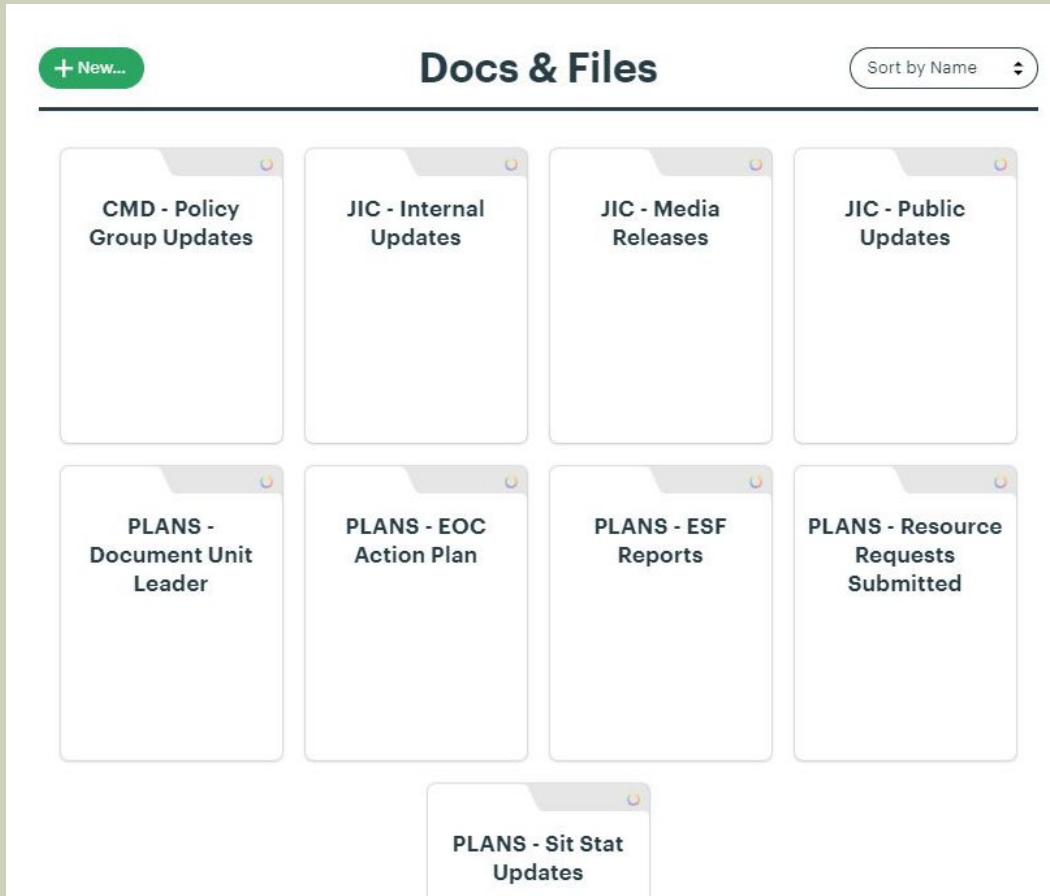 + New...
Docs & Files
Sort by Name
CMD - Policy
Group Updates
JIC - Internal
Updates
JIC - Media
Releases
JIC - Public
Updates
PLANS -
Document Unit
Leader
PLANS - EOC
Action Plan
PLANS - ESF
Reports
PLANS - Resource
Requests
Submitted
PLANS - Sit Stat
Updates